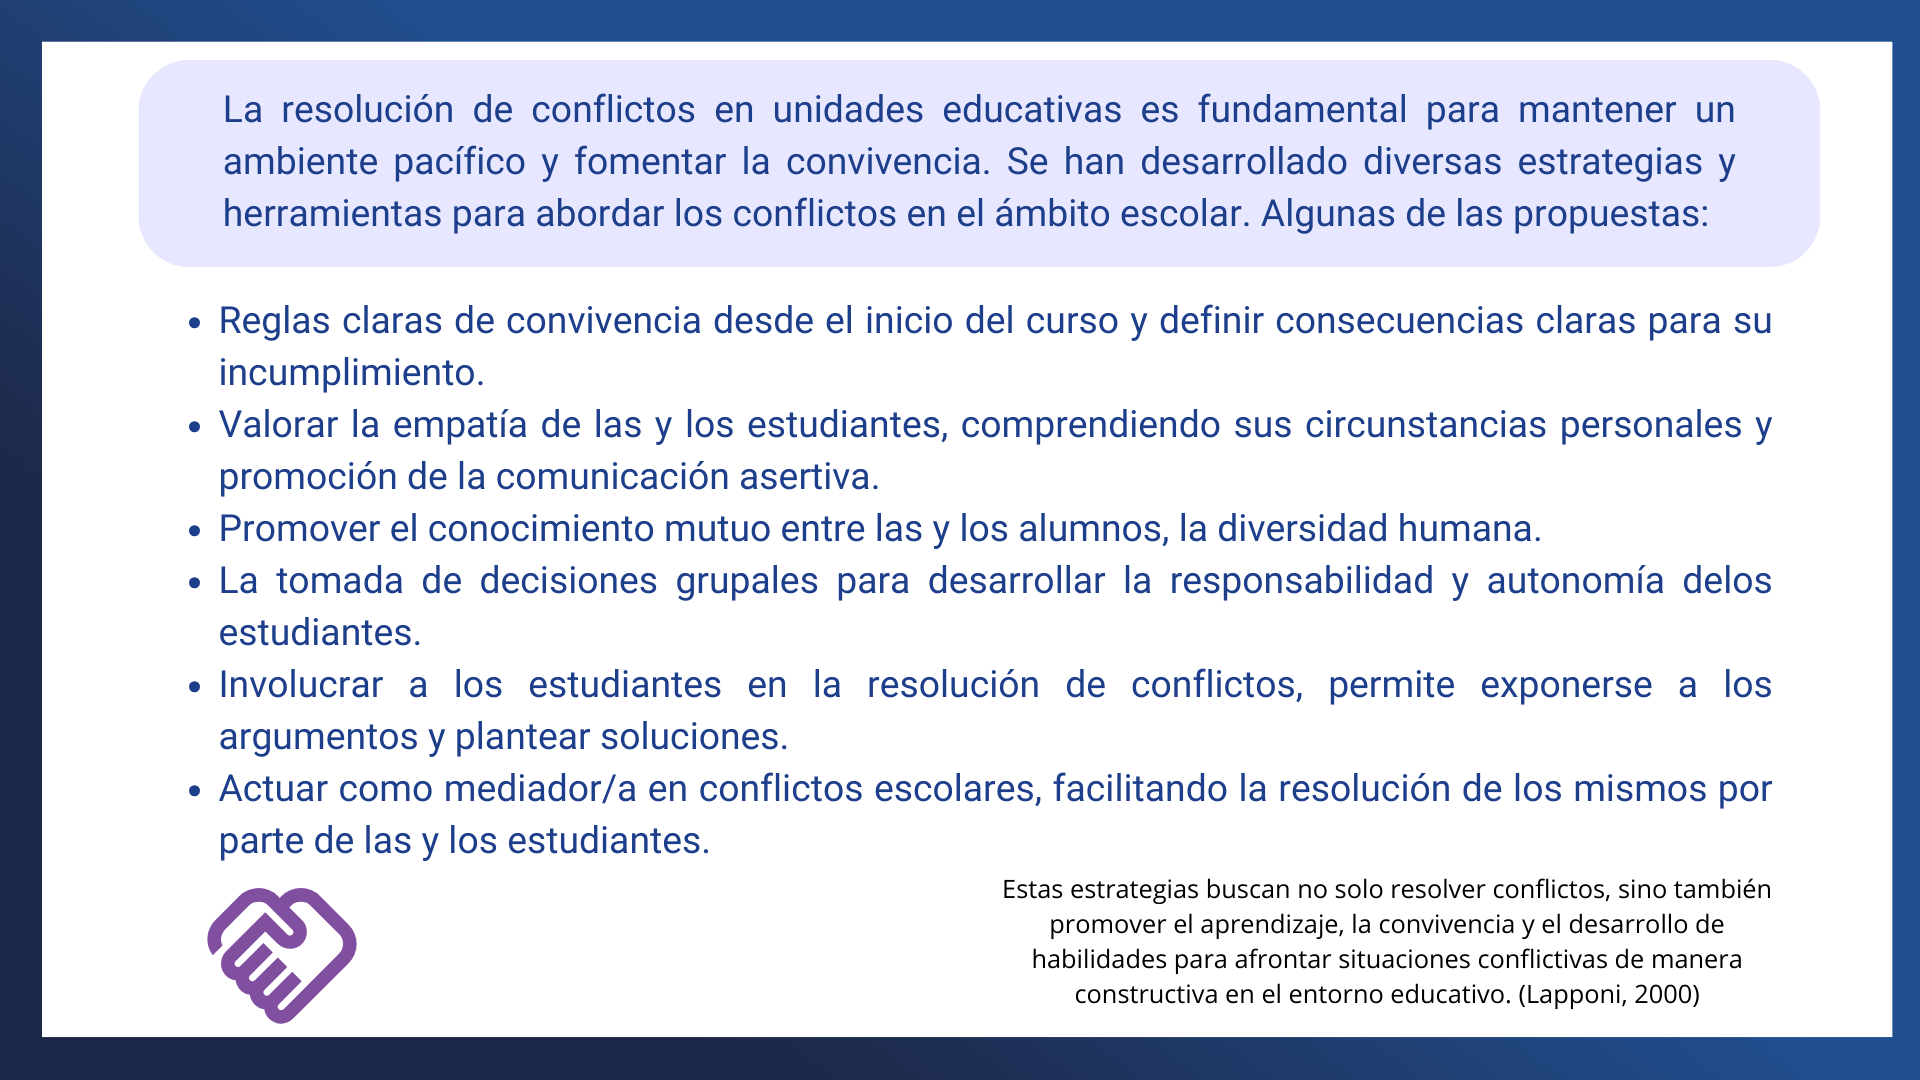 La resolución de conflictos en unidades educativas es fundamental para mantener un
ambiente pacífico y fomentar la convivencia. Se han desarrollado diversas estrategias y
herramientas para abordar los conflictos en el ámbito escolar. Algunas de las propuestas:
• Reglas claras de convivencia desde el inicio del curso y definir consecuencias claras para su
incumplimiento.
• Valorar la empatía de las y los estudiantes, comprendiendo sus circunstancias personales y
promoción de la comunicación asertiva.
• Promover el conocimiento mutuo entre las y los alumnos, la diversidad humana.
• La tomada de decisiones grupales para desarrollar la responsabilidad y autonomía delos
estudiantes.
• Involucrar a los estudiantes en la resolución de conflictos, permite exponerse a los
argumentos y plantear soluciones.
• Actuar como mediador/a en conflictos escolares, facilitando la resolución de los mismos por
parte de las y los estudiantes.
Estas estrategias buscan no solo resolver conflictos, sino también
promover el aprendizaje, la convivencia y el desarrollo de
habilidades para afrontar situaciones conflictivas de manera
constructiva en el entorno educativo. (Lapponi, 2000)